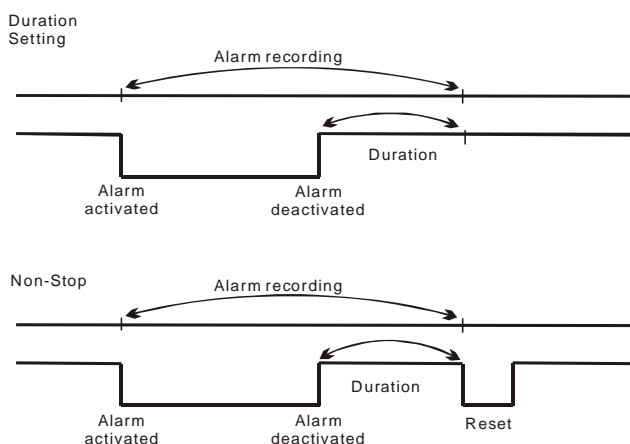 Duration
Setting
Alarm recording
Duration
Alarm
activated
Alarm
deactivated
Non-Stop
Alarm recording
Duration
Alarm
activated
Alarm
deactivated
Reset